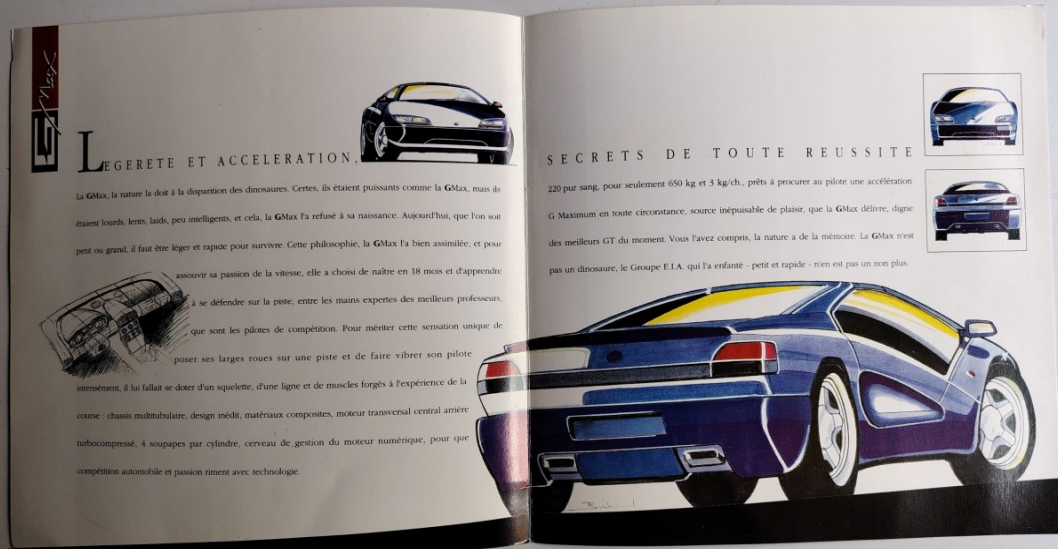 GMax
LEGERETE ET ACCELERATION,
La GMax, la nature la doit à la disparition des dinosaures. Certes, ils étaient puissants comme la GMax, mais ils
étaient lourds, lents, laids, peu intelligents, et cela, la GMax l'a refusé à sa naissance. Aujourd'hui, que l'on soit
petit ou grand, il faut être léger et rapide pour survivre. Cette philosophie, la GMax l'a bien assimilée, et pour
assouvir sa passion de la vitesse, elle a choisi de naître en 18 mois et d'apprendre
à se défendre sur la piste, entre les mains expertes des meilleurs professeurs,
que sont les pilotes de compétition. Pour mériter cette sensation unique de
poser ses larges roues sur une piste et de faire vibrer son pilote
intensément, il lui fallait se doter d'un squelette, d'une ligne et de muscles forgés à l'expérience de la
course : chassis multitubulaire, design inédit, matériaux composites, moteur transversal central arrière
turbocompressé, 4 soupapes par cylindre, cerveau de gestion du moteur numérique, pour que
compétition automobile et passion riment avec technologie.
SECRETS DE TOUTE REUSSITE
220 pur sang, pour seulement 650 kg et 3 kg/ch., prêts à procurer au pilote une accélération
G Maximum en toute circonstance, source inépuisable de plaisir, que la GMax délivre, digne
des meilleurs GT du moment. Vous l'avez compris, la nature a de la mémoire. La GMax n'est
pas un dinosaure, le Groupe E.I.A. qui l'a enfanté - petit et rapide - n'en est pas un non plus.